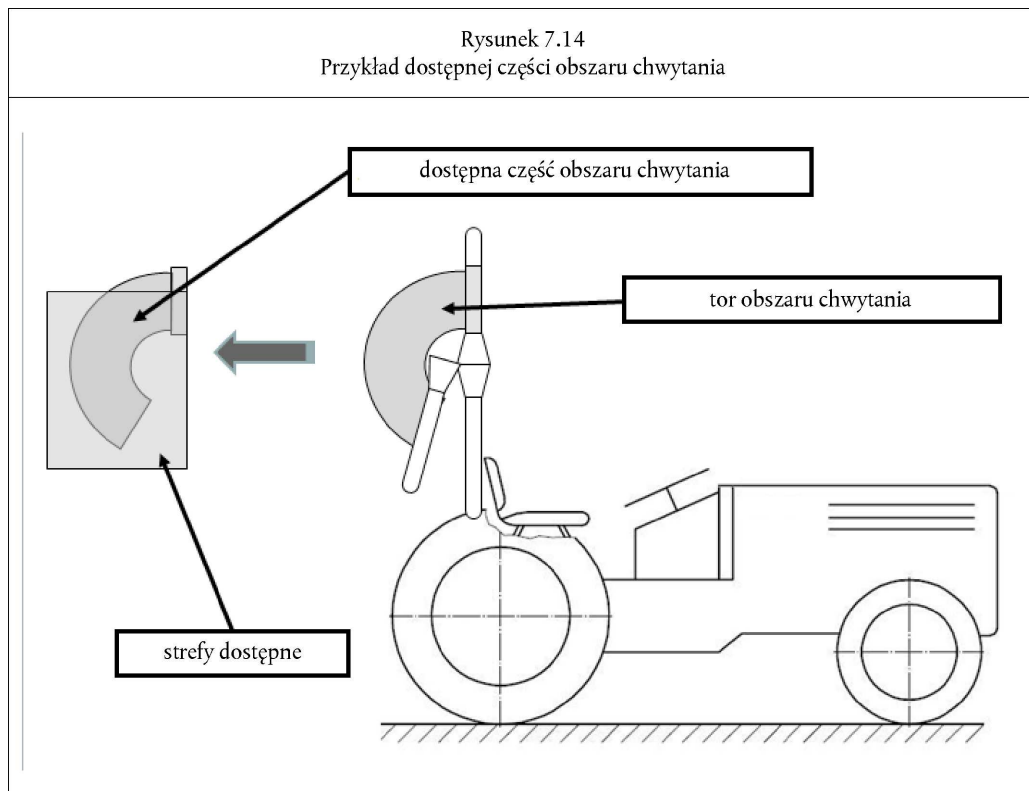 Rysunek 7.14
Przykład dostępnej części obszaru chwytania
dostępna część obszaru chwytania
tor obszaru chwytania
strefy dostępne